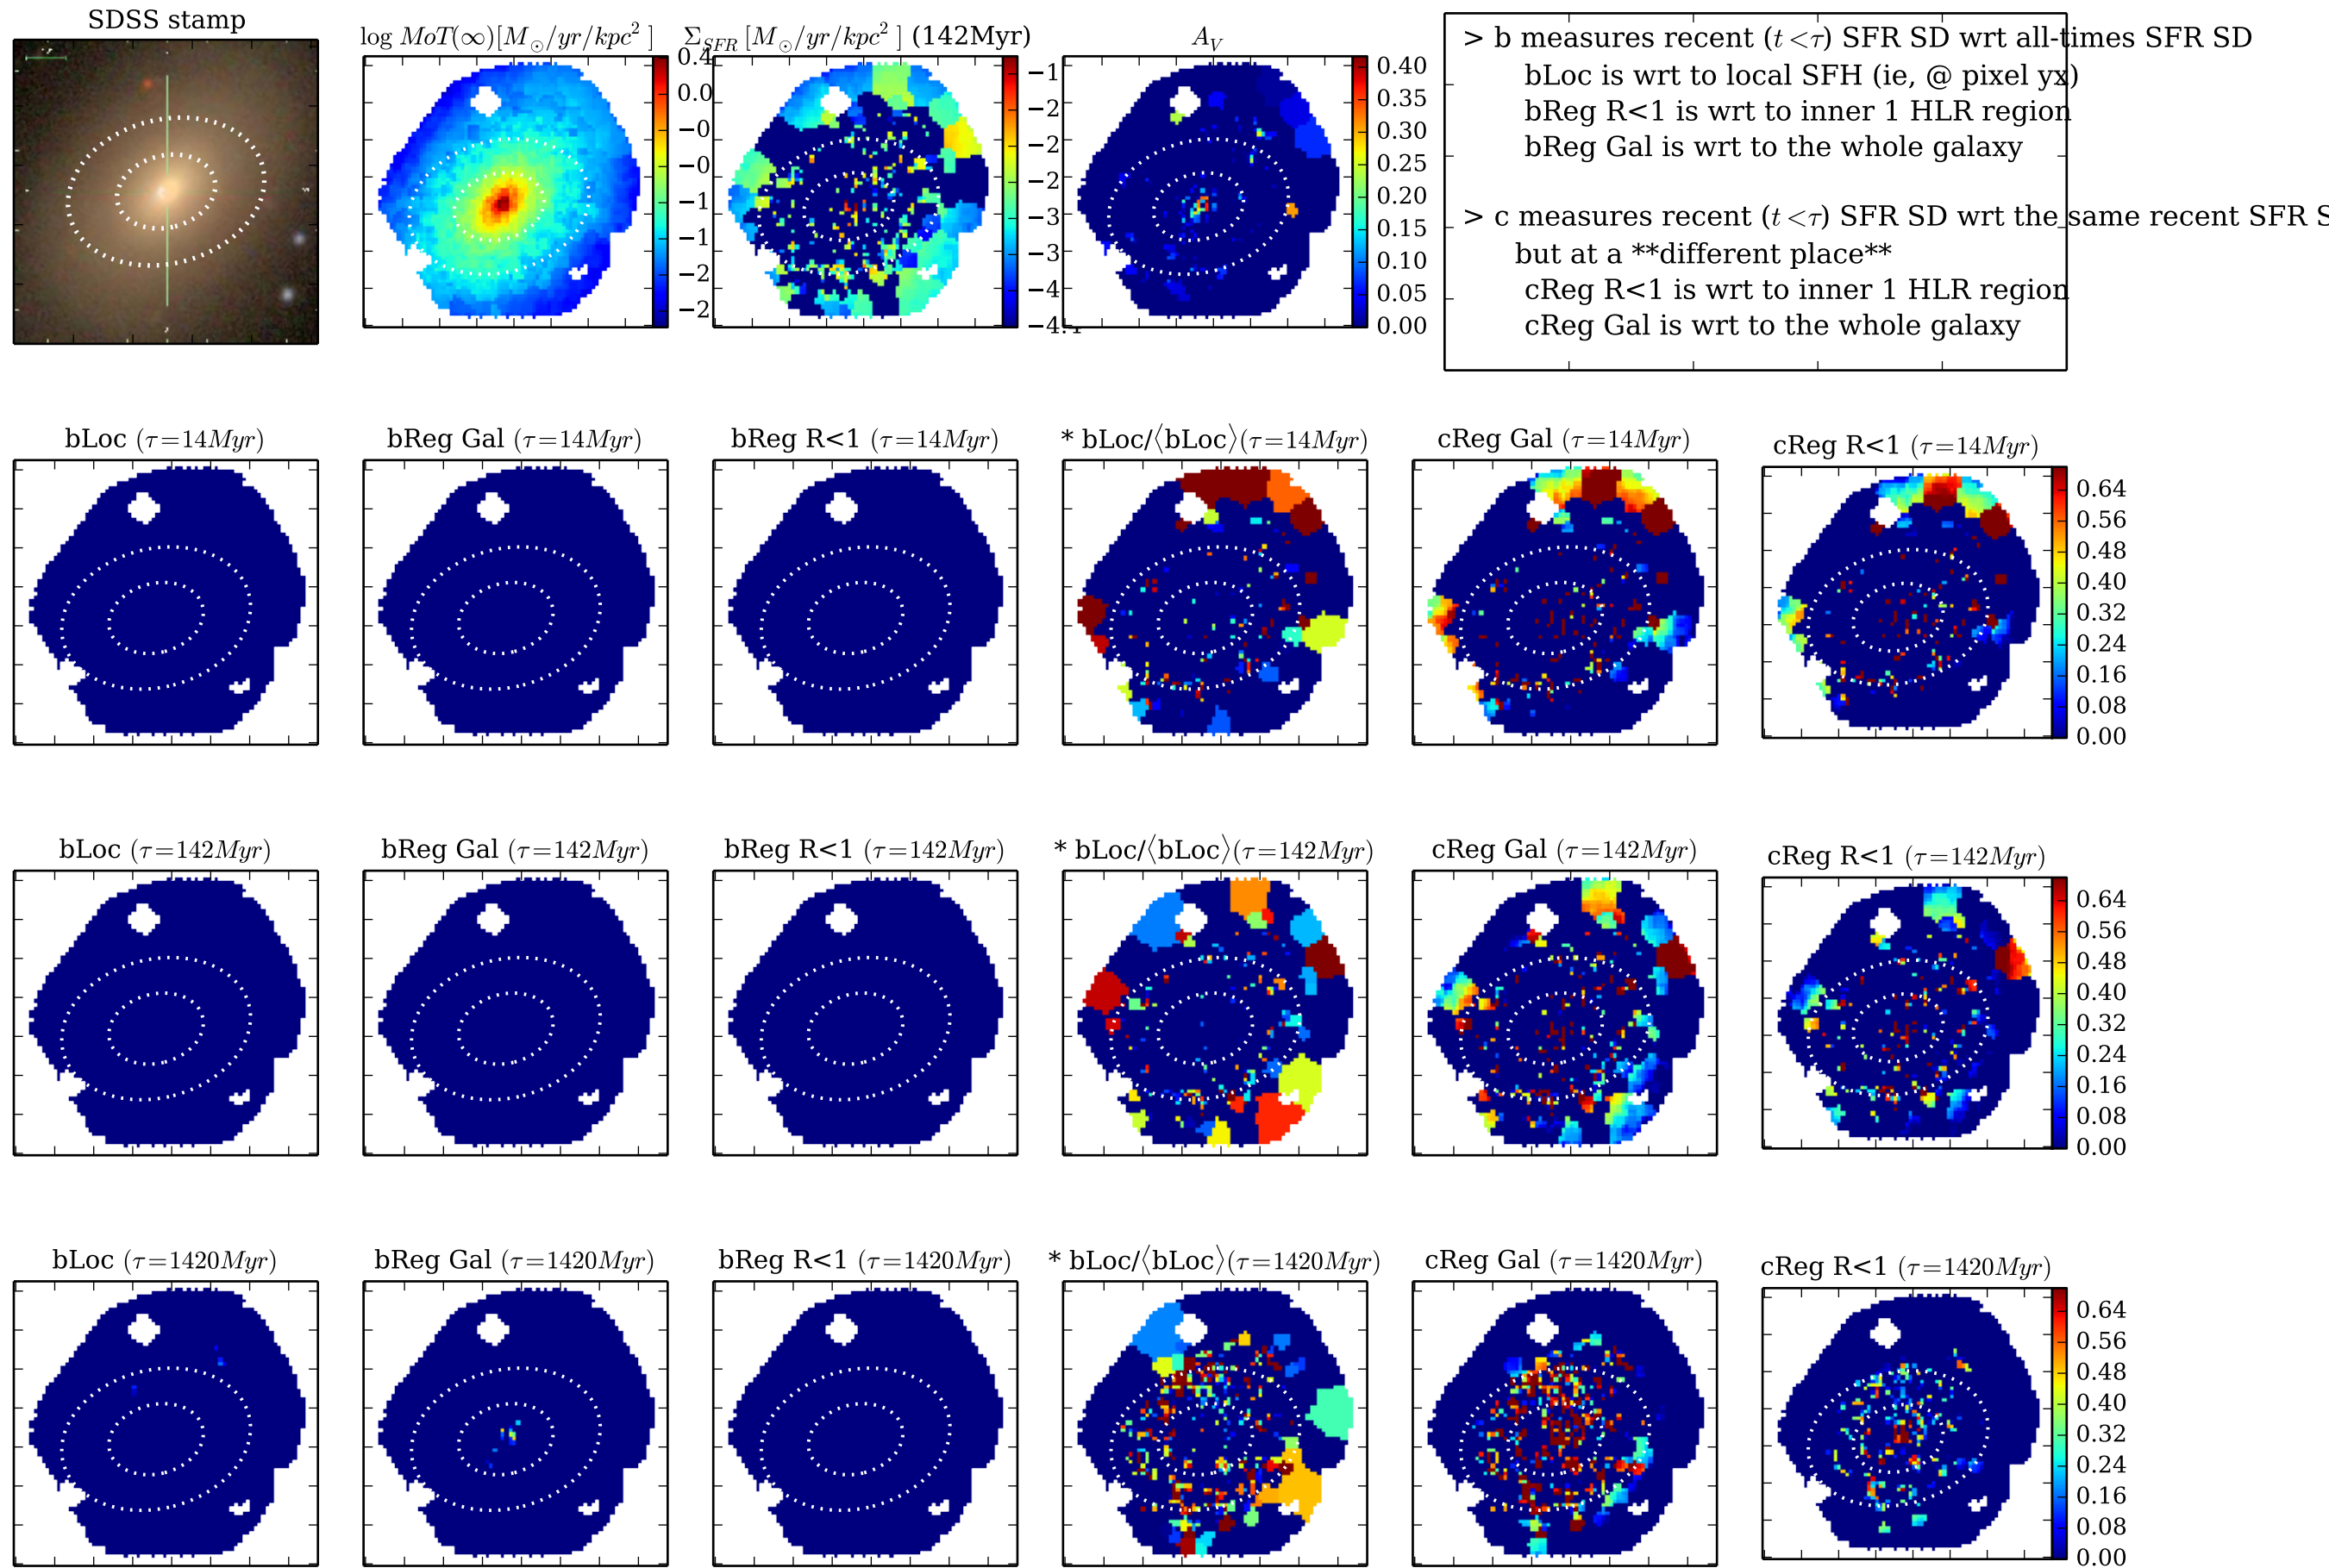 SDSS stamp
log MoT(∞)[M⊙/yr/kpc²]
Σ_SFR [M⊙/yr/kpc²] (142Myr)
A_V
0.4
0.0
−0
−0
−1
−1
−2
−2
−1
−2
−2
−2
−3
−3
−4
−4.4
0.40
0.35
0.30
0.25
0.20
0.15
0.10
0.05
0.00
> b measures recent (t<τ) SFR SD wrt all-times SFR SD
bLoc is wrt to local SFH (ie, @ pixel yx)
bReg R<1 is wrt to inner 1 HLR region
bReg Gal is wrt to the whole galaxy
> c measures recent (t<τ) SFR SD wrt the same recent SFR S
but at a **different place**
cReg R<1 is wrt to inner 1 HLR region
cReg Gal is wrt to the whole galaxy
bLoc (τ=14Myr)
bReg Gal (τ=14Myr)
bReg R<1 (τ=14Myr)
* bLoc/⟨bLoc⟩(τ=14Myr)
cReg Gal (τ=14Myr)
cReg R<1 (τ=14Myr)
0.64
0.56
0.48
0.40
0.32
0.24
0.16
0.08
0.00
bLoc (τ=142Myr)
bReg Gal (τ=142Myr)
bReg R<1 (τ=142Myr)
* bLoc/⟨bLoc⟩(τ=142Myr)
cReg Gal (τ=142Myr)
cReg R<1 (τ=142Myr)
0.64
0.56
0.48
0.40
0.32
0.24
0.16
0.08
0.00
bLoc (τ=1420Myr)
bReg Gal (τ=1420Myr)
bReg R<1 (τ=1420Myr)
* bLoc/⟨bLoc⟩(τ=1420Myr)
cReg Gal (τ=1420Myr)
cReg R<1 (τ=1420Myr)
0.64
0.56
0.48
0.40
0.32
0.24
0.16
0.08
0.00